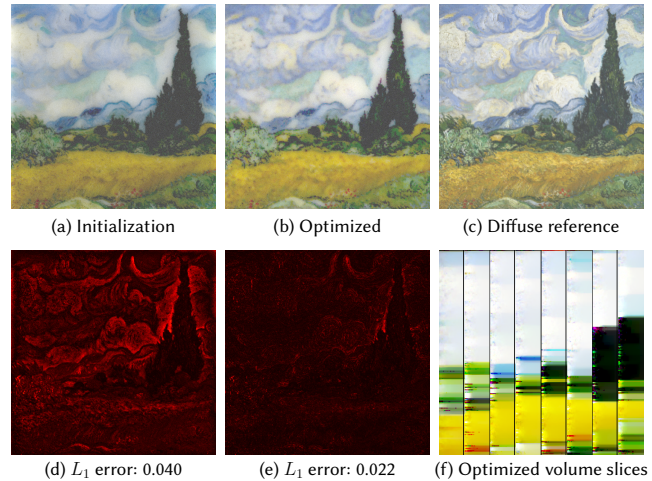 (a) Initialization
(b) Optimized
(c) Diffuse reference
(d) L₁ error: 0.040
(e) L₁ error: 0.022
(f) Optimized volume slices